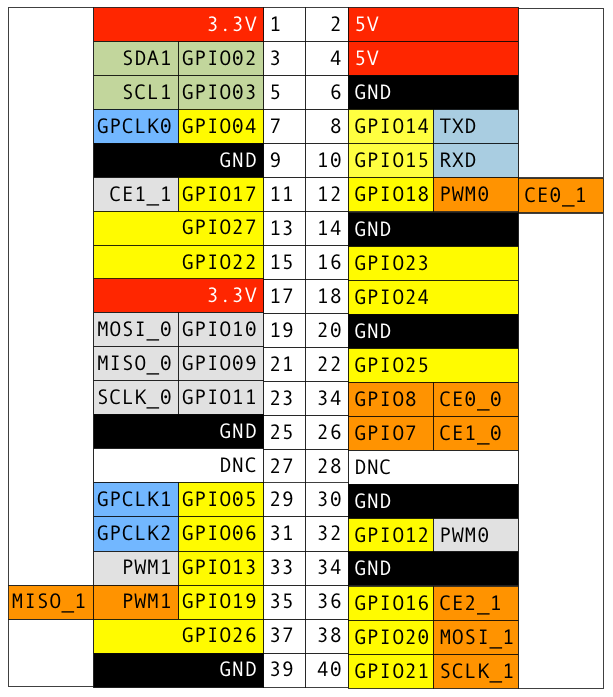 3.3V 1 2 5V
SDA1 GPIO02 3 4 5V
SCL1 GPIO03 5 6 GND
GPCLK0 GPIO04 7 8 GPIO14 TXD
GND 9 10 GPIO15 RXD
CE1_1 GPIO17 11 12 GPIO18 PWM0 CE0_1
GPIO27 13 14 GND
GPIO22 15 16 GPIO23
3.3V 17 18 GPIO24
MOSI_0 GPIO10 19 20 GND
MISO_0 GPIO09 21 22 GPIO25
SCLK_0 GPIO11 23 34 GPIO8 CE0_0
GND 25 26 GPIO7 CE1_0
DNC 27 28 DNC
GPCLK1 GPIO05 29 30 GND
GPCLK2 GPIO06 31 32 GPIO12 PWM0
PWM1 GPIO13 33 34 GND
MISO_1 PWM1 GPIO19 35 36 GPIO16 CE2_1
GPIO26 37 38 GPIO20 MOSI_1
GND 39 40 GPIO21 SCLK_1